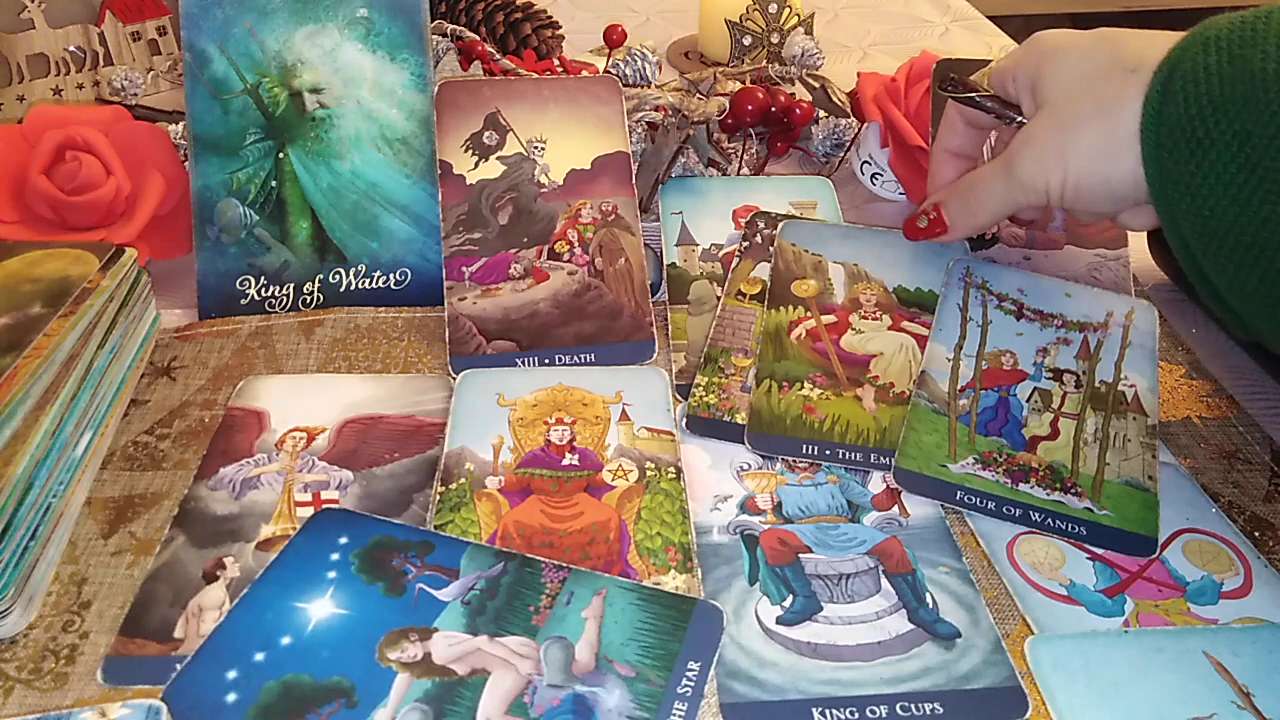 King of Water
XIII • DEATH
III • THE EM
FOUR OF WANDS
THE STAR
KING OF CUPS
CE